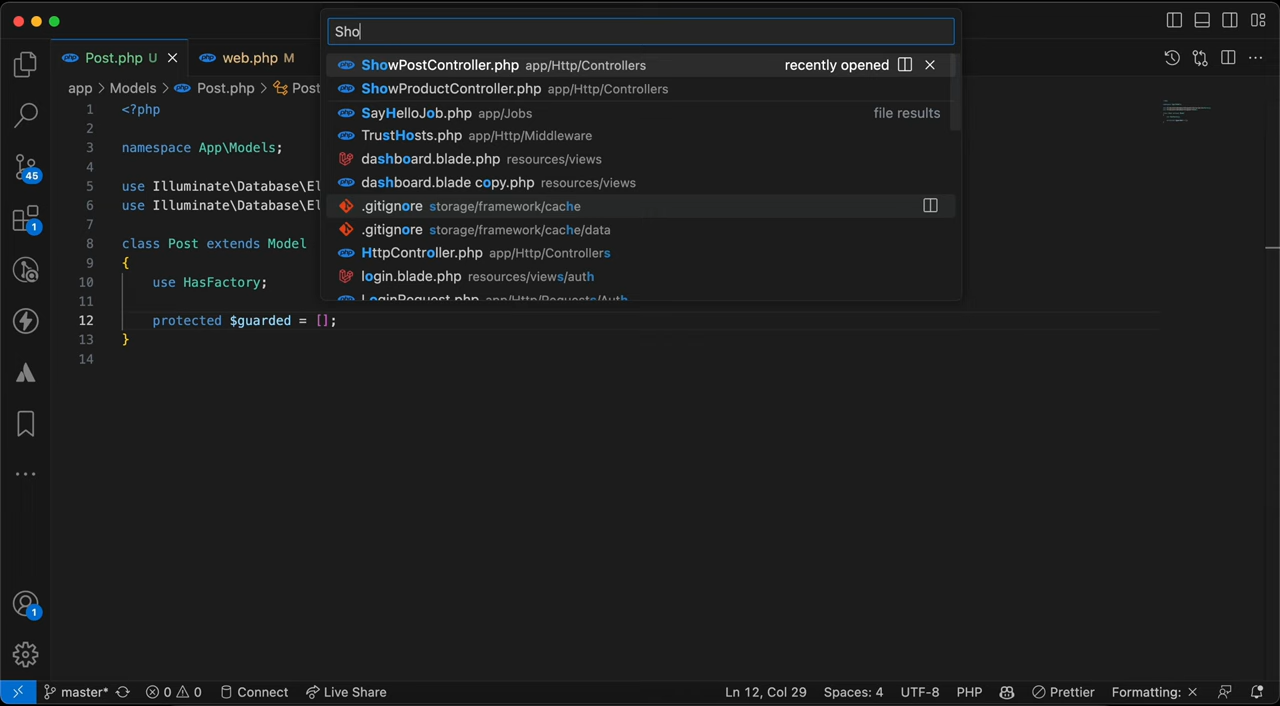 Sho
ShowPostController.php app/Http/Controllers recently opened
ShowProductController.php app/Http/Controllers
SayHelloJob.php app/Jobs file results
TrustHosts.php app/Http/Middleware
dashboard.blade.php resources/views
dashboard.blade copy.php resources/views
.gitignore storage/framework/cache
.gitignore storage/framework/cache/data
HttpController.php app/Http/Controllers
login.blade.php resources/views/auth
LoginRequest.php app/Http/Requests/Auth
Post.php U
web.php M
app > Models > Post.php > Post
1 <?php
2
3 namespace App\Models;
4
5 use Illuminate\Database\El
6 use Illuminate\Database\El
7
8 class Post extends Model
9 {
10 use HasFactory;
11
12 protected $guarded = [];
13 }
14
45
1
1
master* 0 0 Connect Live Share Ln 12, Col 29 Spaces: 4 UTF-8 PHP Prettier Formatting: ×